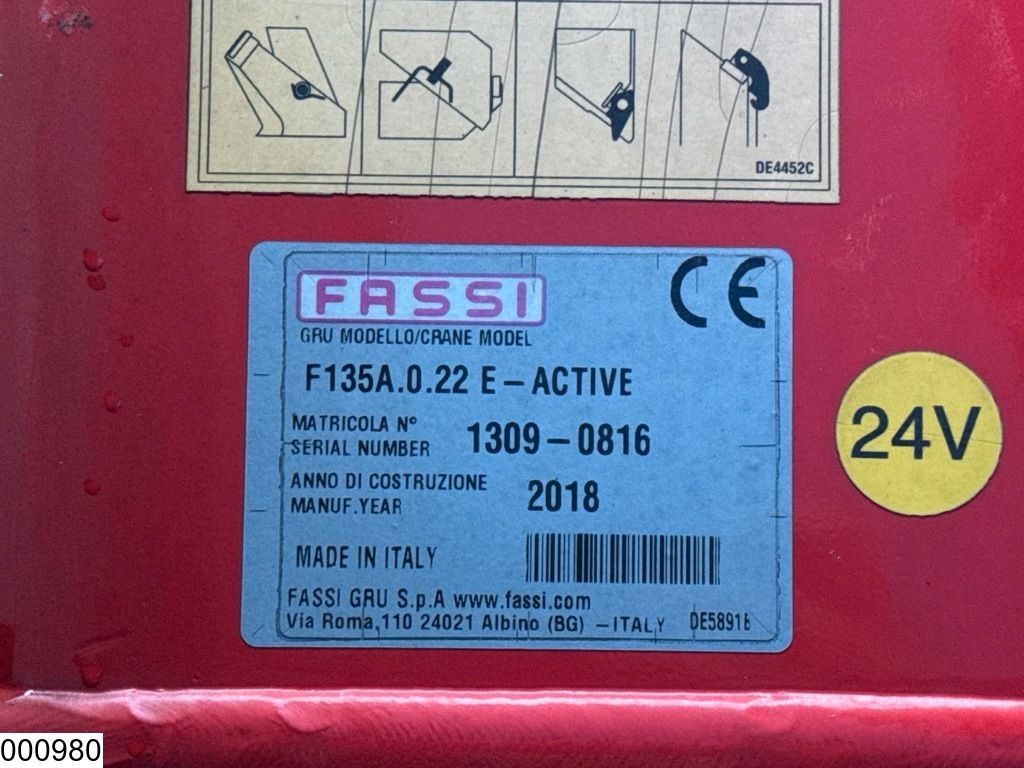 DE4452C
FASSI
CE
GRU MODELLO/CRANE MODEL
F135A.0.22 E-ACTIVE
MATRICOLA N°
SERIAL NUMBER 1309-0816
ANNO DI COSTRUZIONE
MANUF.YEAR 2018
MADE IN ITALY
FASSI GRU S.p.A www.fassi.com
Via Roma,110 24021 Albino (BG) -ITALY DE5891E
24V
000980